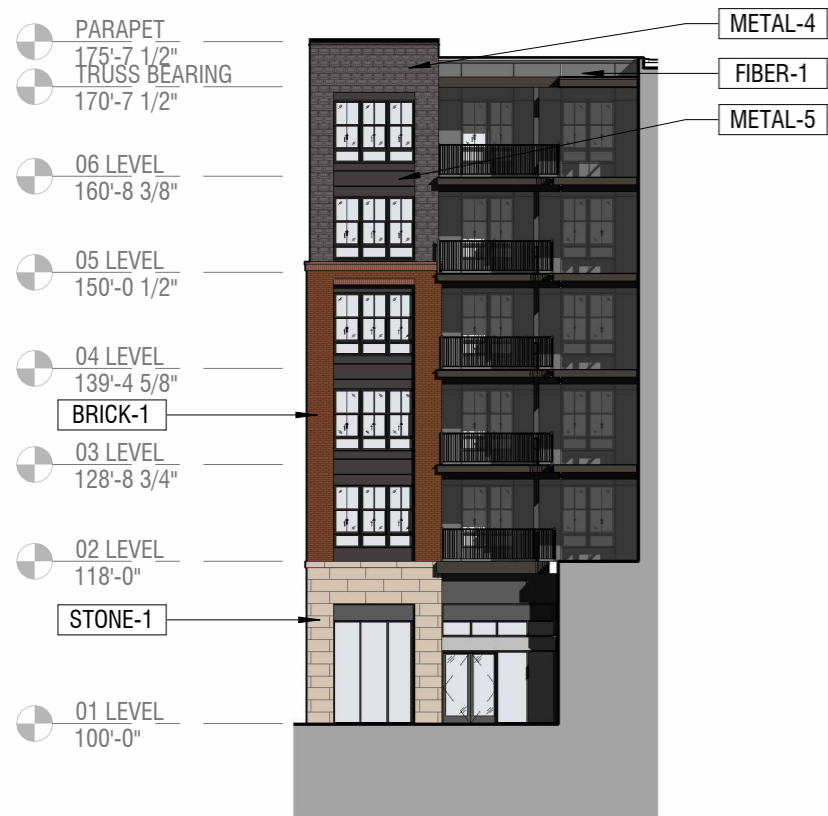 PARAPET
175'-7 1/2"
TRUSS BEARING
170'-7 1/2"
06 LEVEL
160'-8 3/8"
05 LEVEL
150'-0 1/2"
04 LEVEL
139'-4 5/8"
BRICK-1
03 LEVEL
128'-8 3/4"
02 LEVEL
118'-0"
STONE-1
01 LEVEL
100'-0"
METAL-4
FIBER-1
METAL-5